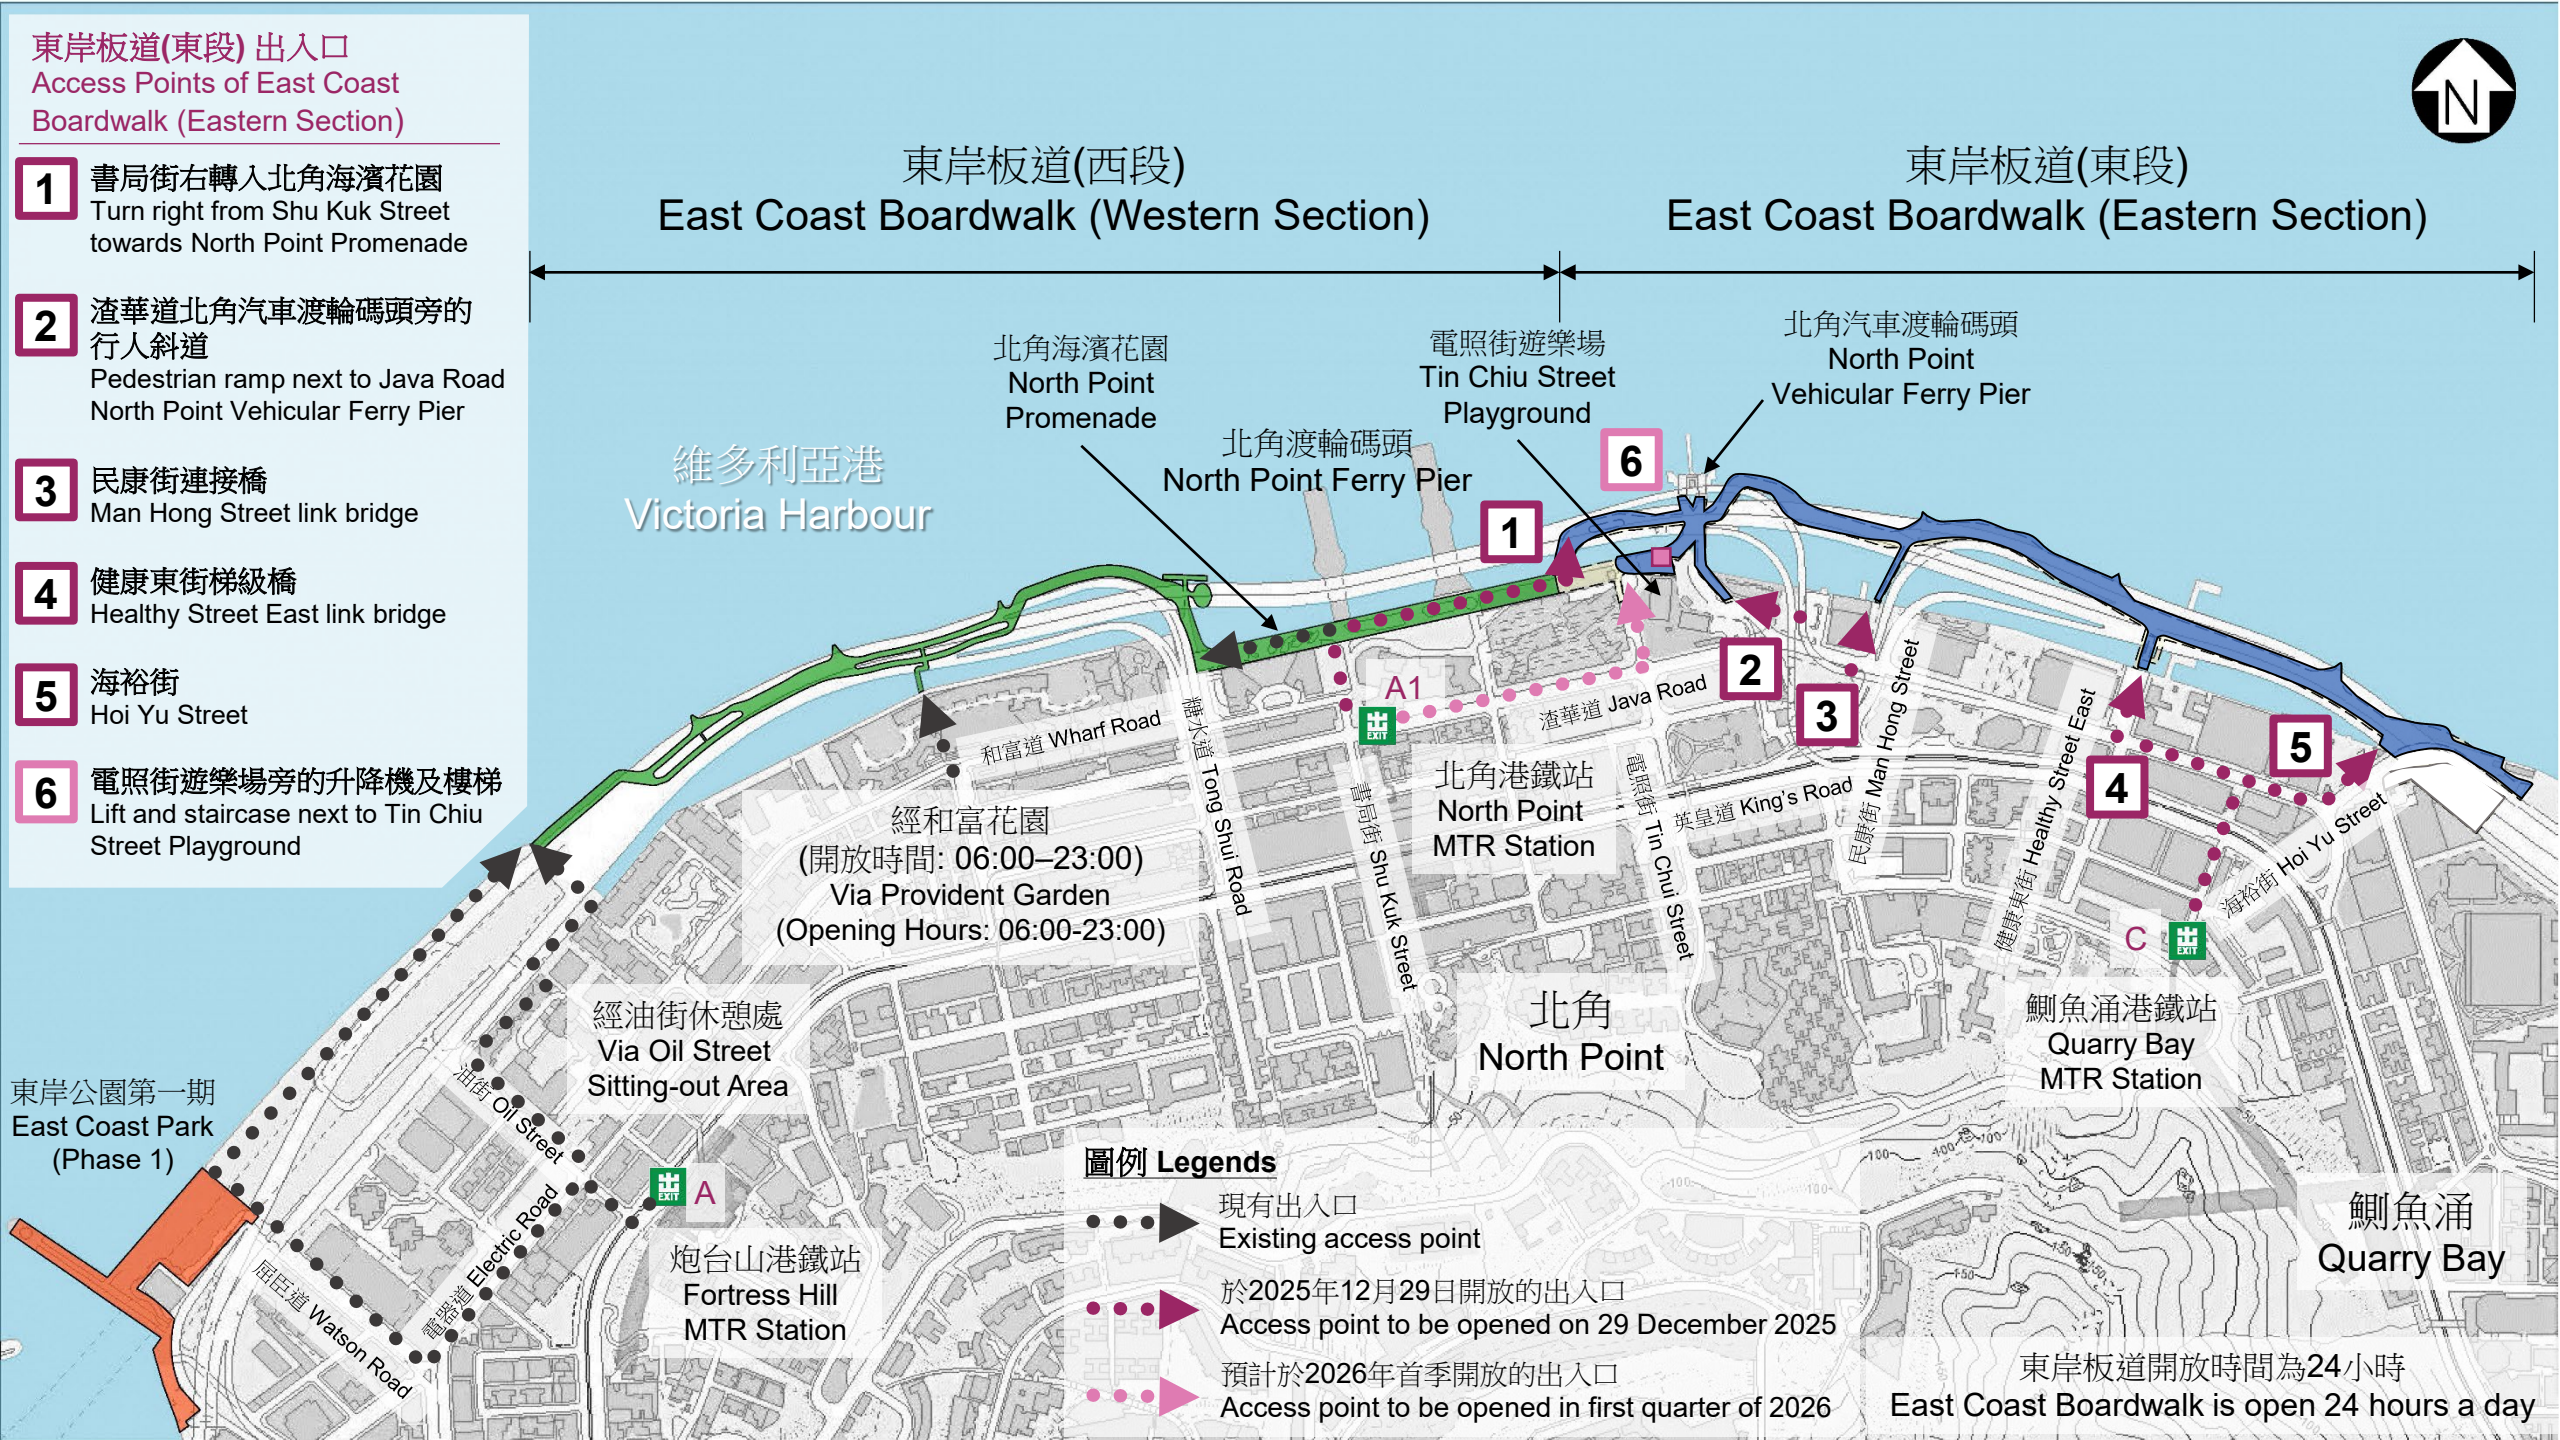 東岸板道(東段) 出入口
Access Points of East Coast
Boardwalk (Eastern Section)
1
書局街右轉入北角海濱花園
Turn right from Shu Kuk Street
towards North Point Promenade
2
渣華道北角汽車渡輪碼頭旁的
行人斜道
Pedestrian ramp next to Java Road
North Point Vehicular Ferry Pier
3
民康街連接橋
Man Hong Street link bridge
4
健康東街梯級橋
Healthy Street East link bridge
5
海裕街
Hoi Yu Street
6
電照街遊樂場旁的升降機及樓梯
Lift and staircase next to Tin Chiu
Street Playground
N
東岸板道(西段)
East Coast Boardwalk (Western Section)
東岸板道(東段)
East Coast Boardwalk (Eastern Section)
北角海濱花園
North Point
Promenade
北角渡輪碼頭
North Point Ferry Pier
電照街遊樂場
Tin Chiu Street
Playground
北角汽車渡輪碼頭
North Point
Vehicular Ferry Pier
維多利亞港
Victoria Harbour
6
1
2
3
4
5
A1
出
EXIT
渣華道 Java Road
和富道 Wharf Road
糖水道 Tong Shui Road
書局街 Shu Kuk Street
電照街 Tin Chui Street
英皇道 King's Road
民康街 Man Hong Street
健康東街 Healthy Street East
海裕街 Hoi Yu Street
北角港鐵站
North Point
MTR Station
經和富花園
(開放時間: 06:00–23:00)
Via Provident Garden
(Opening Hours: 06:00-23:00)
C
出
EXIT
鰂魚涌港鐵站
Quarry Bay
MTR Station
經油街休憩處
Via Oil Street
Sitting-out Area
北角
North Point
油街 Oil Street
東岸公園第一期
East Coast Park
(Phase 1)
出
EXIT
A
電器道 Electric Road
屈臣道 Watson Road
炮台山港鐵站
Fortress Hill
MTR Station
鰂魚涌
Quarry Bay
圖例 Legends
現有出入口
Existing access point
於2025年12月29日開放的出入口
Access point to be opened on 29 December 2025
預計於2026年首季開放的出入口
Access point to be opened in first quarter of 2026
東岸板道開放時間為24小時
East Coast Boardwalk is open 24 hours a day